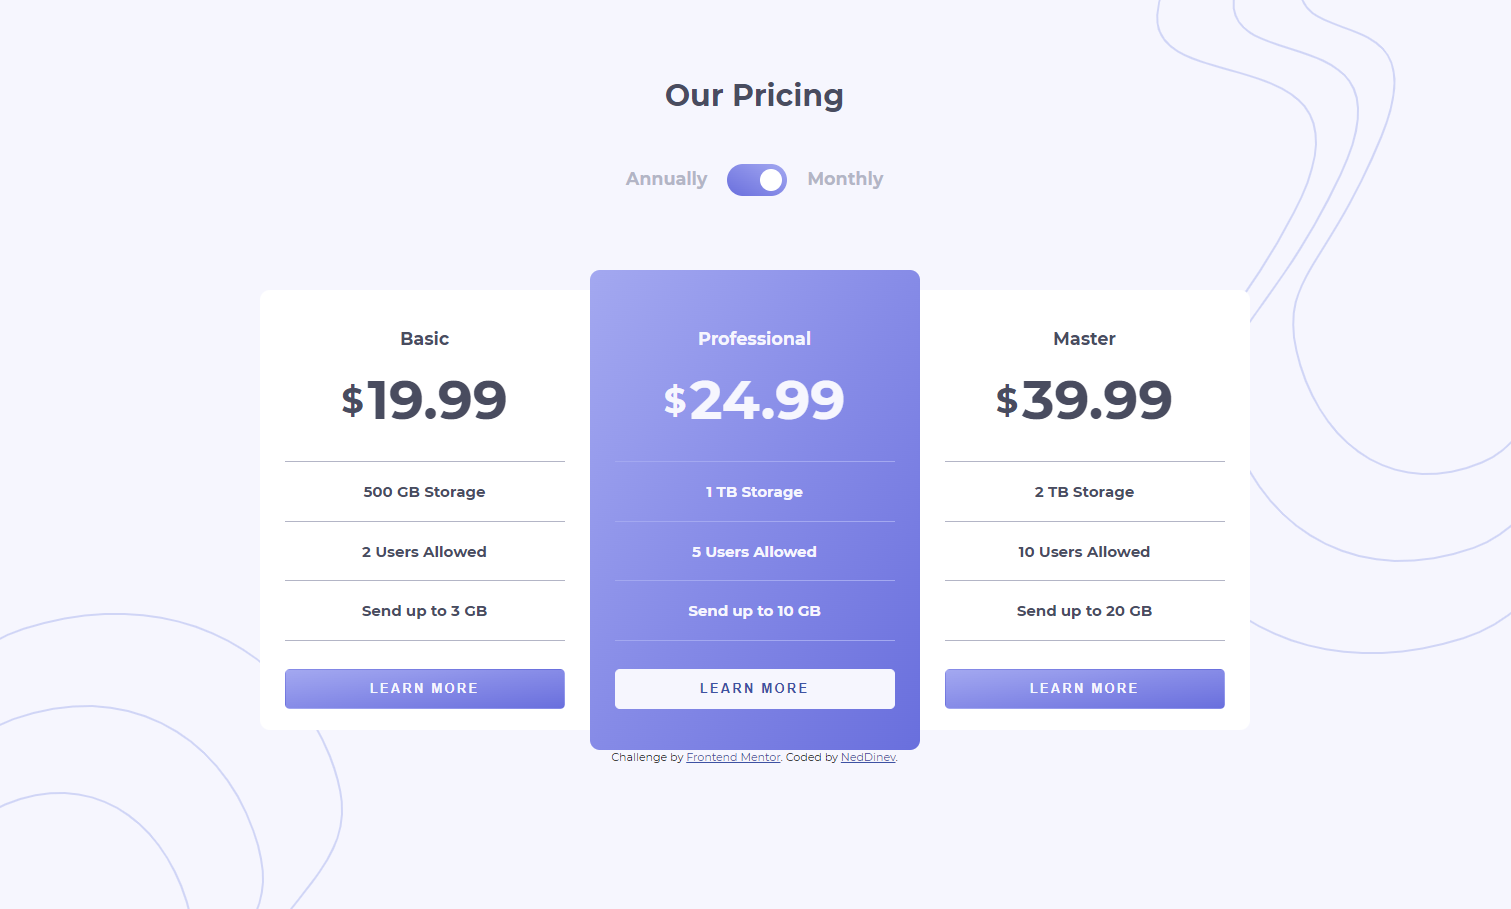 Our Pricing
Annually Monthly
Basic
$19.99
500 GB Storage
2 Users Allowed
Send up to 3 GB
LEARN MORE
Professional
$24.99
1 TB Storage
5 Users Allowed
Send up to 10 GB
LEARN MORE
Master
$39.99
2 TB Storage
10 Users Allowed
Send up to 20 GB
LEARN MORE
Challenge by Frontend Mentor. Coded by NedDinev.